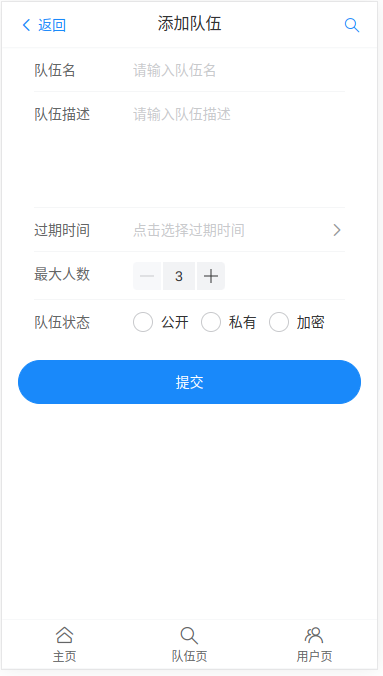 返回 添加队伍
队伍名 请输入队伍名
队伍描述 请输入队伍描述
过期时间 点击选择过期时间
最大人数 3
队伍状态 公开 私有 加密
提交
主页 队伍页 用户页